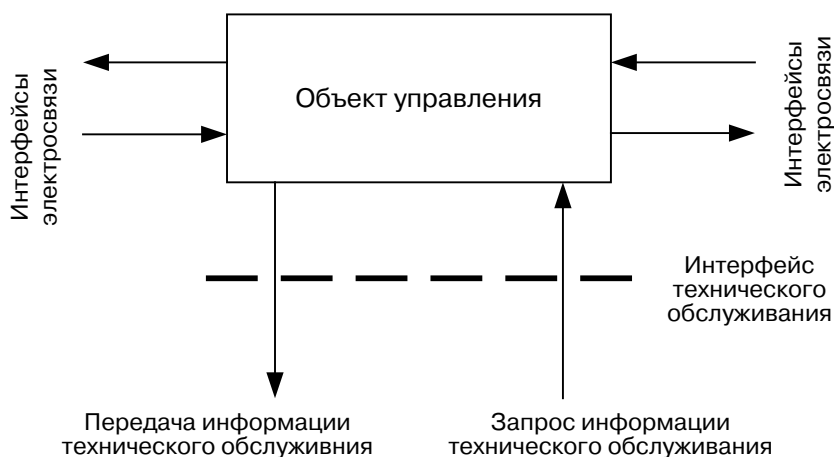 Интерфейсы
электросвязи
Объект управления
Интерфейсы
электросвязи
Интерфейс
технического
обслуживания
Передача информации
технического обслуживния
Запрос информации
технического обслуживания